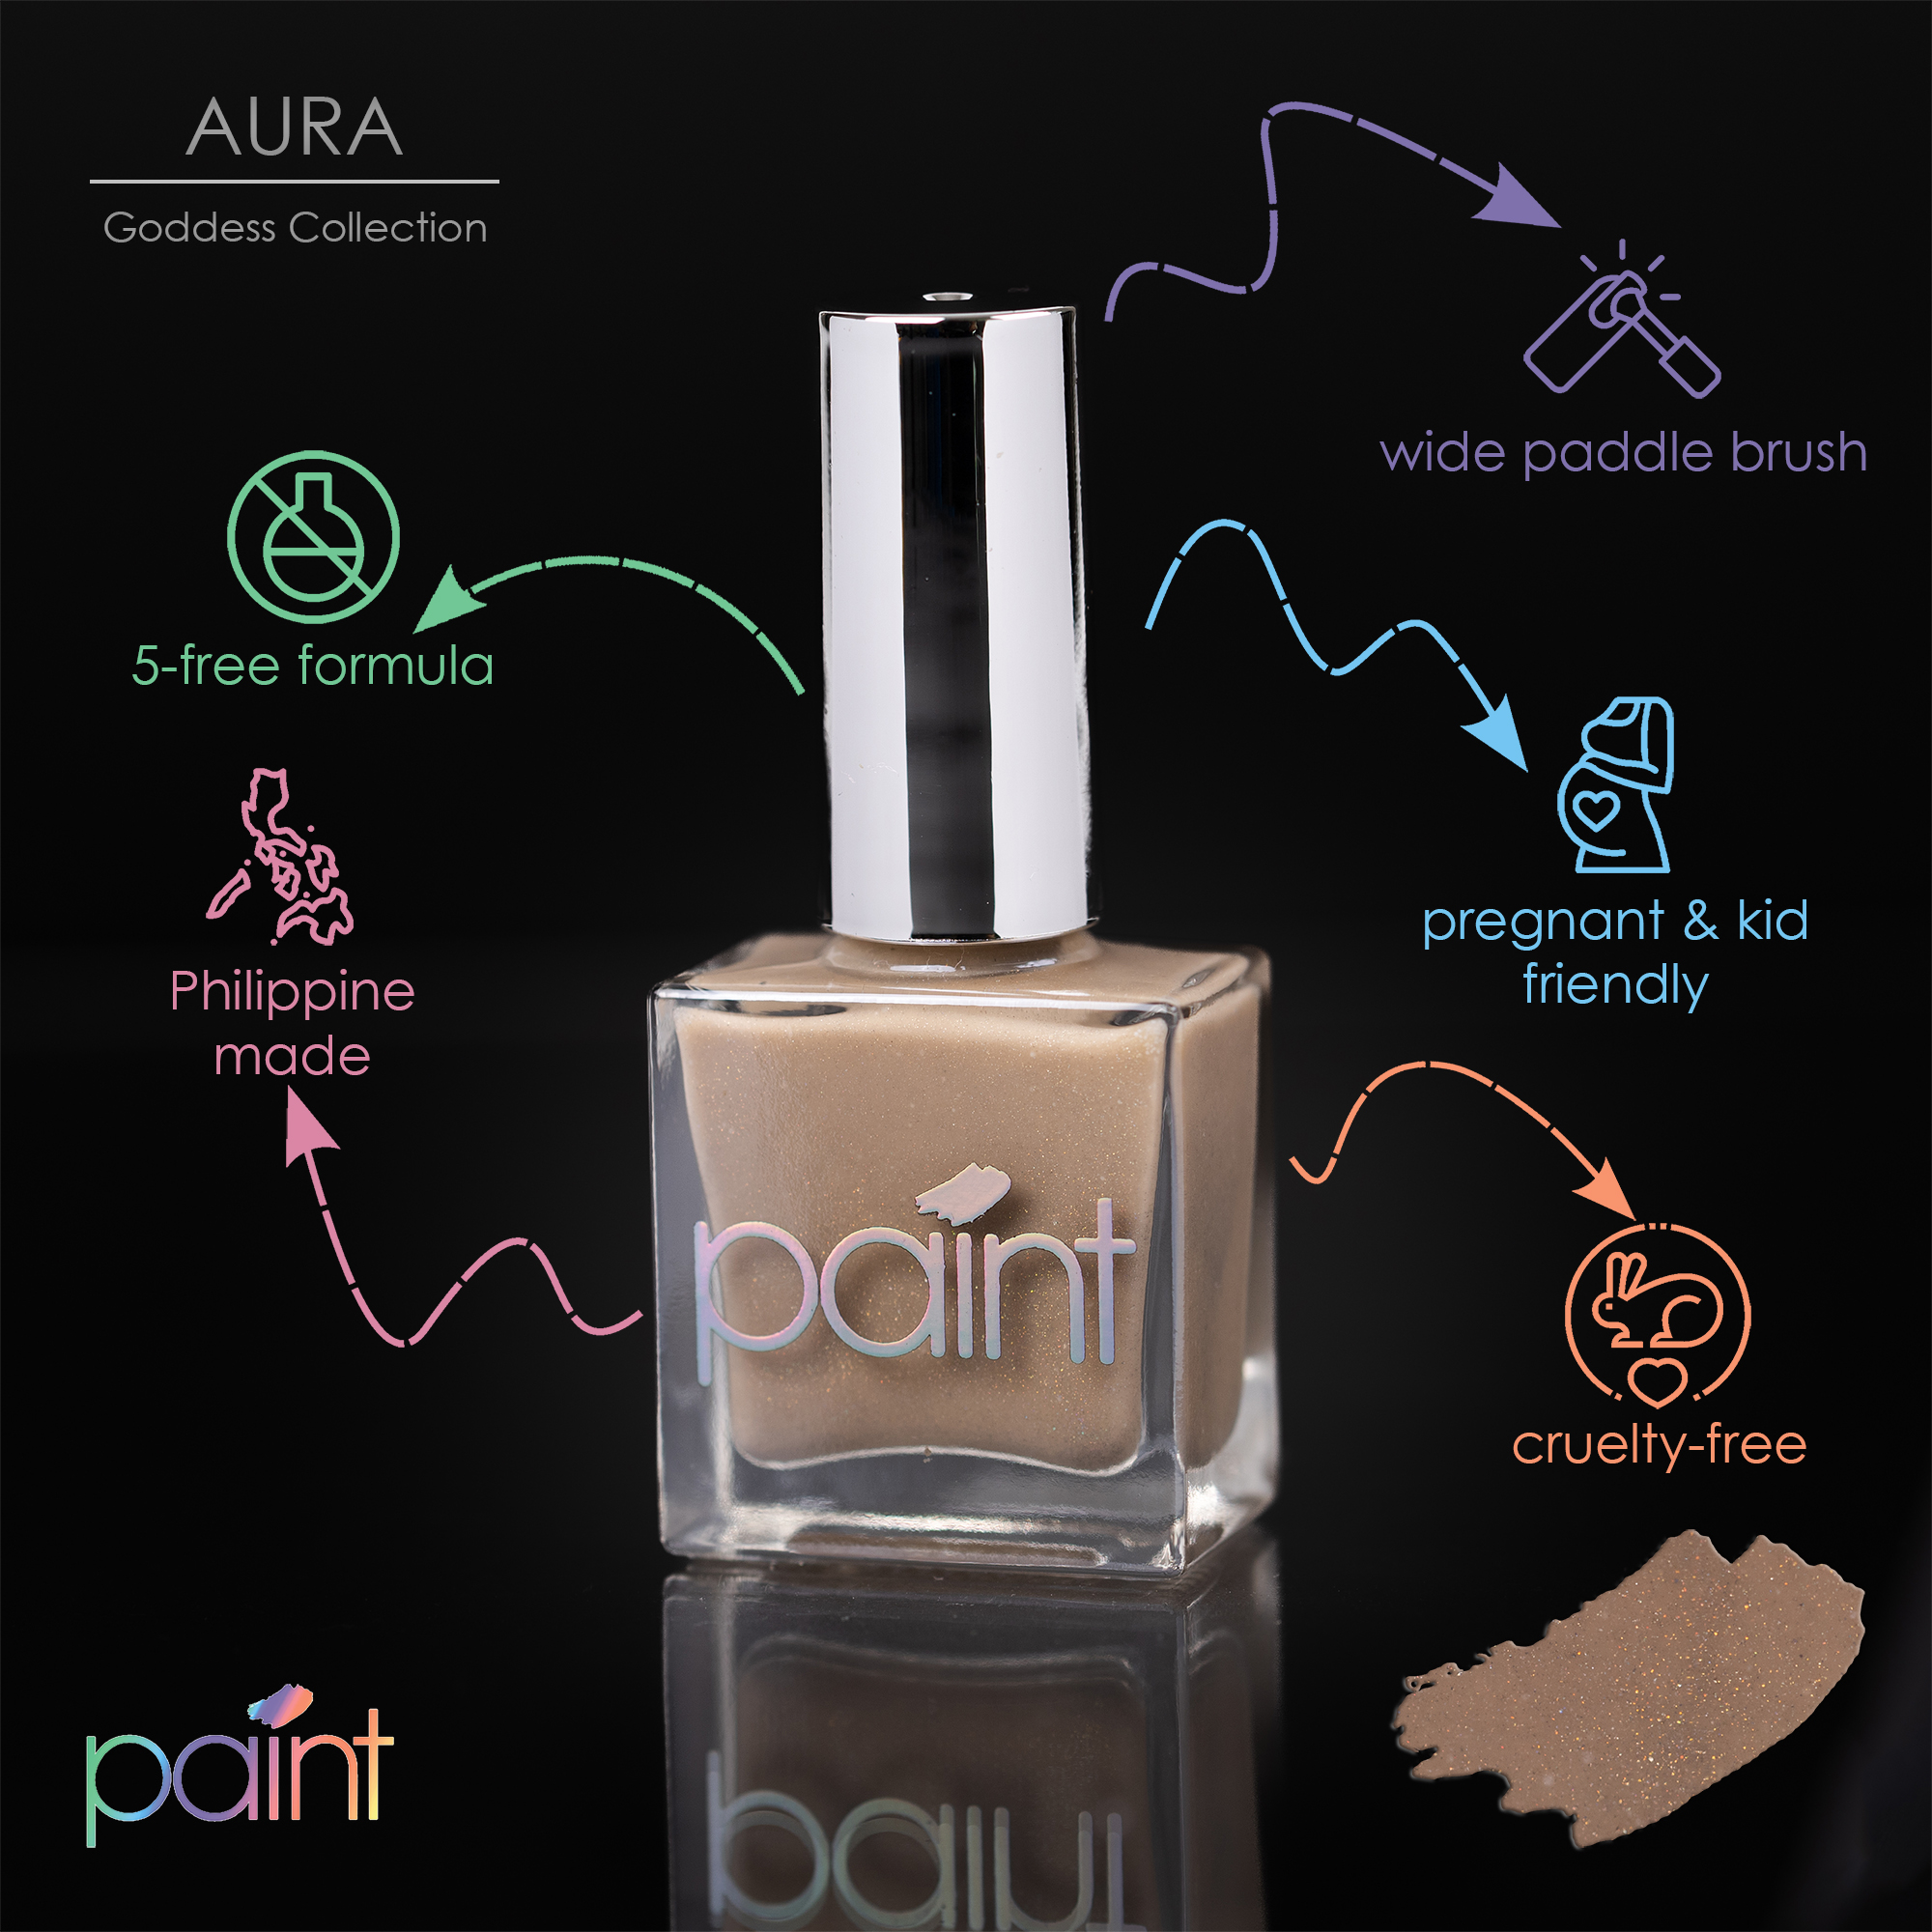 AURA
Goddess Collection
wide paddle brush
5-free formula
pregnant & kid
friendly
Philippine
made
paint
cruelty-free
paint